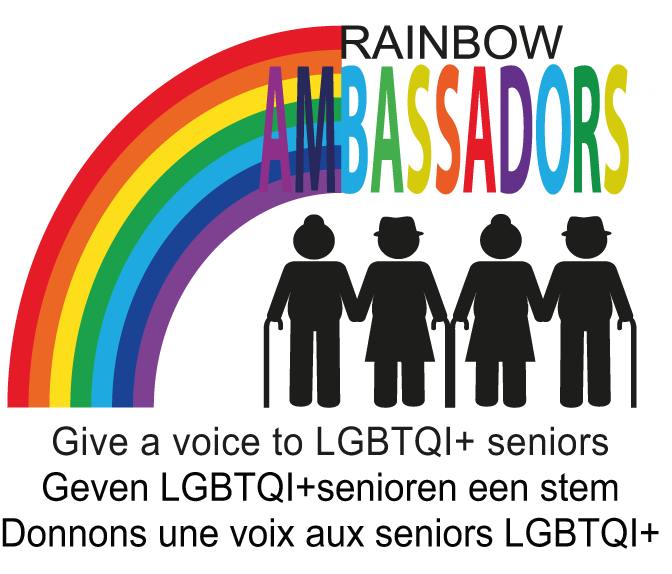 RAINBOW
AMBASSADORS
Give a voice to LGBTQI+ seniors
Geven LGBTQI+senioren een stem
Donnons une voix aux seniors LGBTQI+